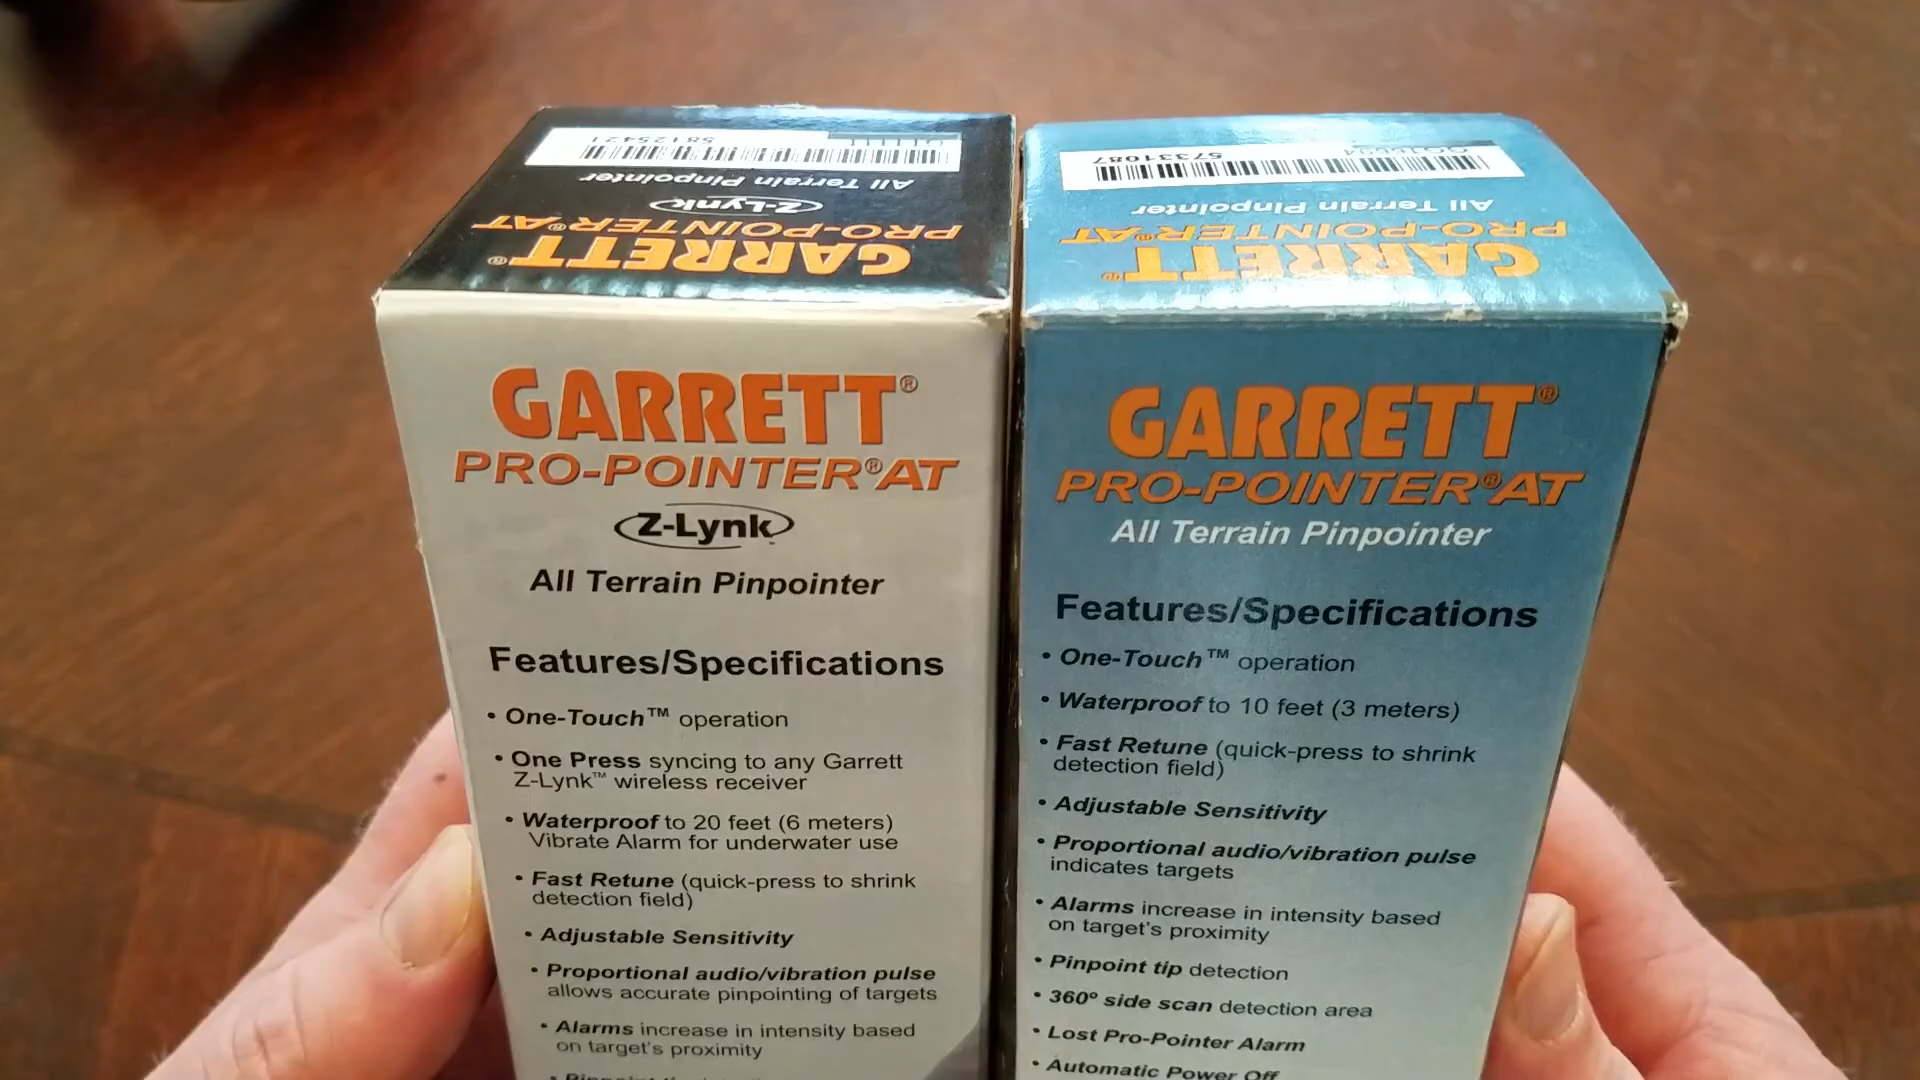 58125421
All Terrain Pinpointer
Z-Lynk
PRO-POINTER® AT
GARRETT®
GARRETT®
PRO-POINTER® AT
Z-Lynk™
All Terrain Pinpointer
Features/Specifications
• One-Touch™ operation
• One Press syncing to any Garrett
Z-Lynk™ wireless receiver
• Waterproof to 20 feet (6 meters)
Vibrate Alarm for underwater use
• Fast Retune (quick-press to shrink
detection field)
• Adjustable Sensitivity
• Proportional audio/vibration pulse
allows accurate pinpointing of targets
• Alarms increase in intensity based
on target's proximity
57331087
All Terrain Pinpointer
PRO-POINTER® AT
GARRETT®
GARRETT®
PRO-POINTER® AT
All Terrain Pinpointer
Features/Specifications
• One-Touch™ operation
• Waterproof to 10 feet (3 meters)
• Fast Retune (quick-press to shrink
detection field)
• Adjustable Sensitivity
• Proportional audio/vibration pulse
indicates targets
• Alarms increase in intensity based
on target's proximity
• Pinpoint tip detection
• 360º side scan detection area
• Lost Pro-Pointer Alarm
• Automatic Power Off